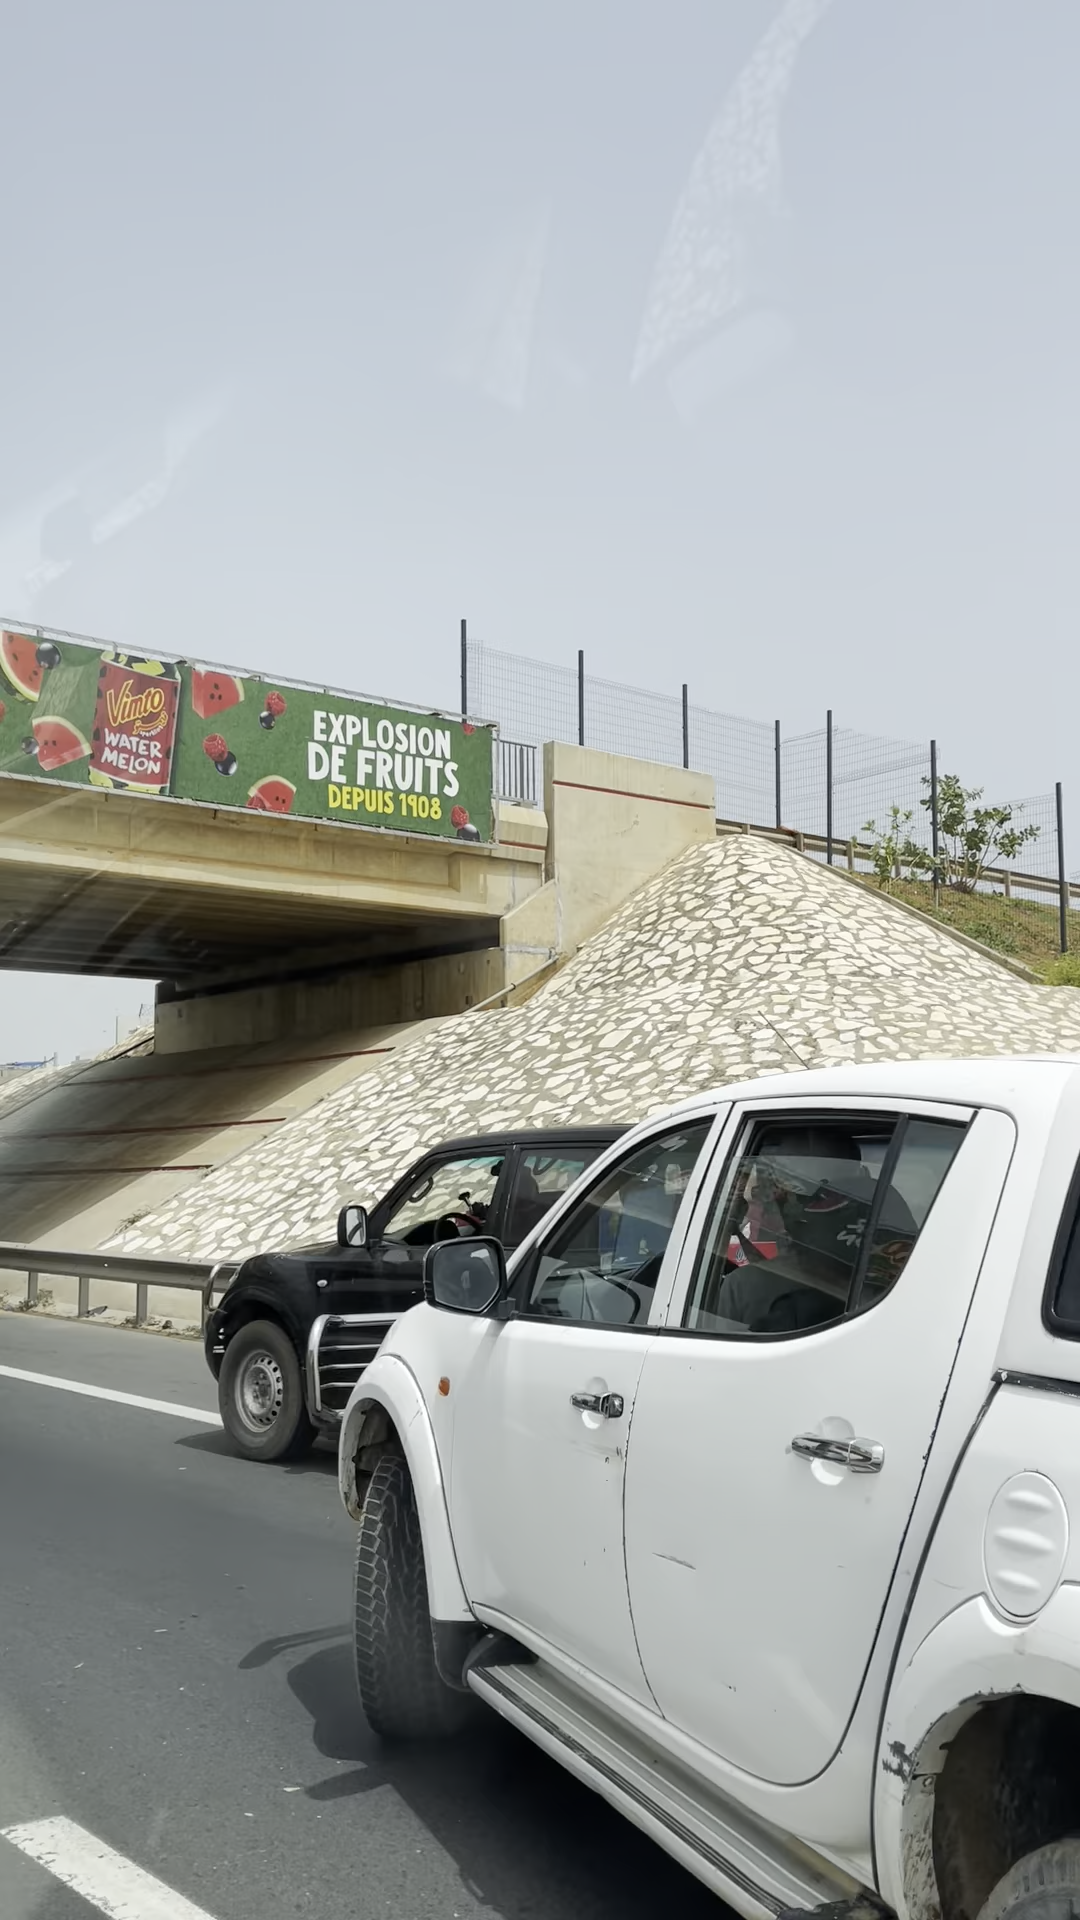 Vimto
WATER
MELON
EXPLOSION
DE FRUITS
DEPUIS 1908